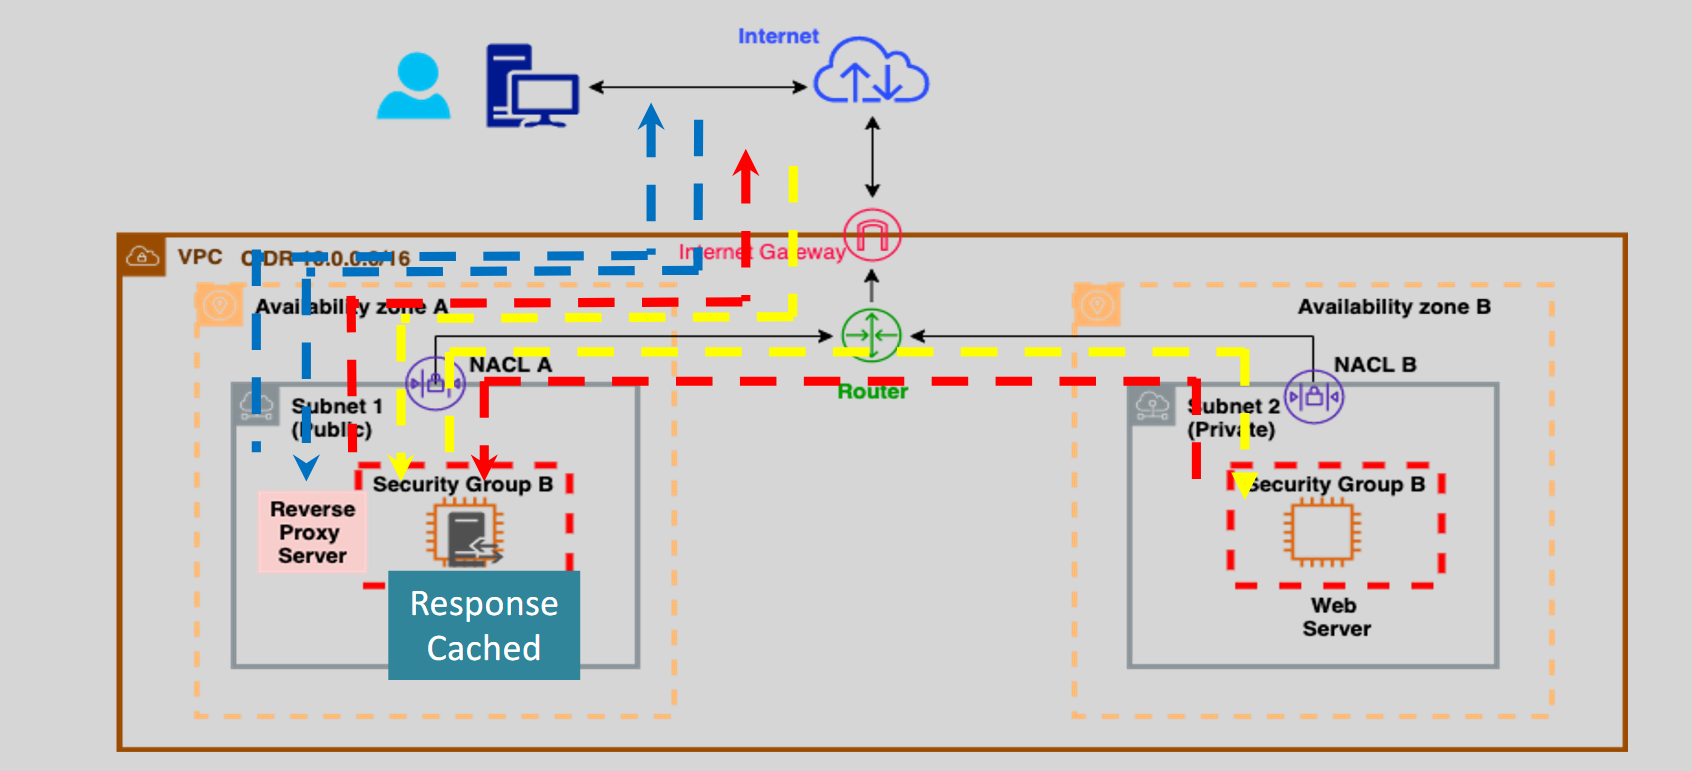 Internet
VPC CIDR 10.0.0.0/16
Internet Gateway
Availability zone A
Availability zone B
NACL A
NACL B
Router
Subnet 1
(Public)
Subnet 2
(Private)
Security Group B
Security Group B
Reverse
Proxy
Server
Response
Cached
Web
Server